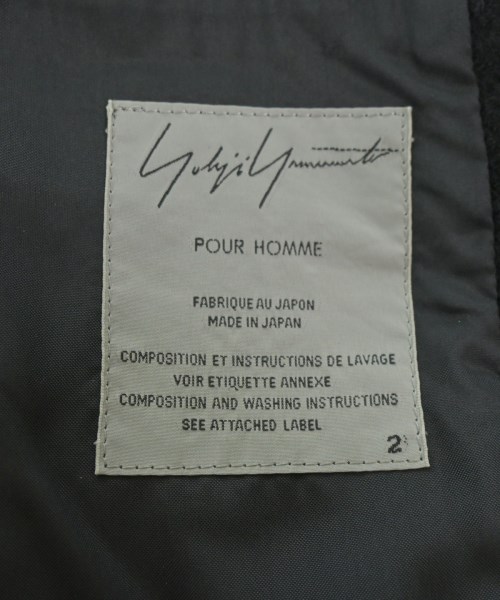 Yohji Yamamoto
POUR HOMME
FABRIQUE AU JAPON
MADE IN JAPAN
COMPOSITION ET INSTRUCTIONS DE LAVAGE
VOIR ETIQUETTE ANNEXE
COMPOSITION AND WASHING INSTRUCTIONS
SEE ATTACHED LABEL
2